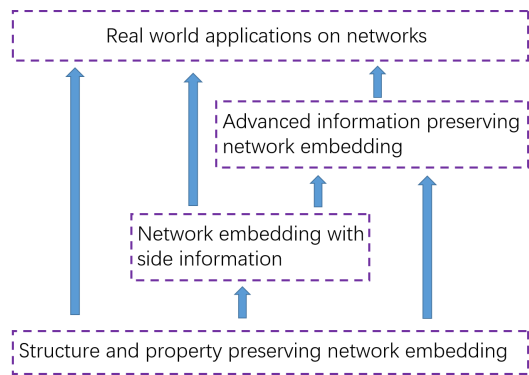 Real world applications on networks
Advanced information preserving
network embedding
Network embedding with
side information
Structure and property preserving network embedding